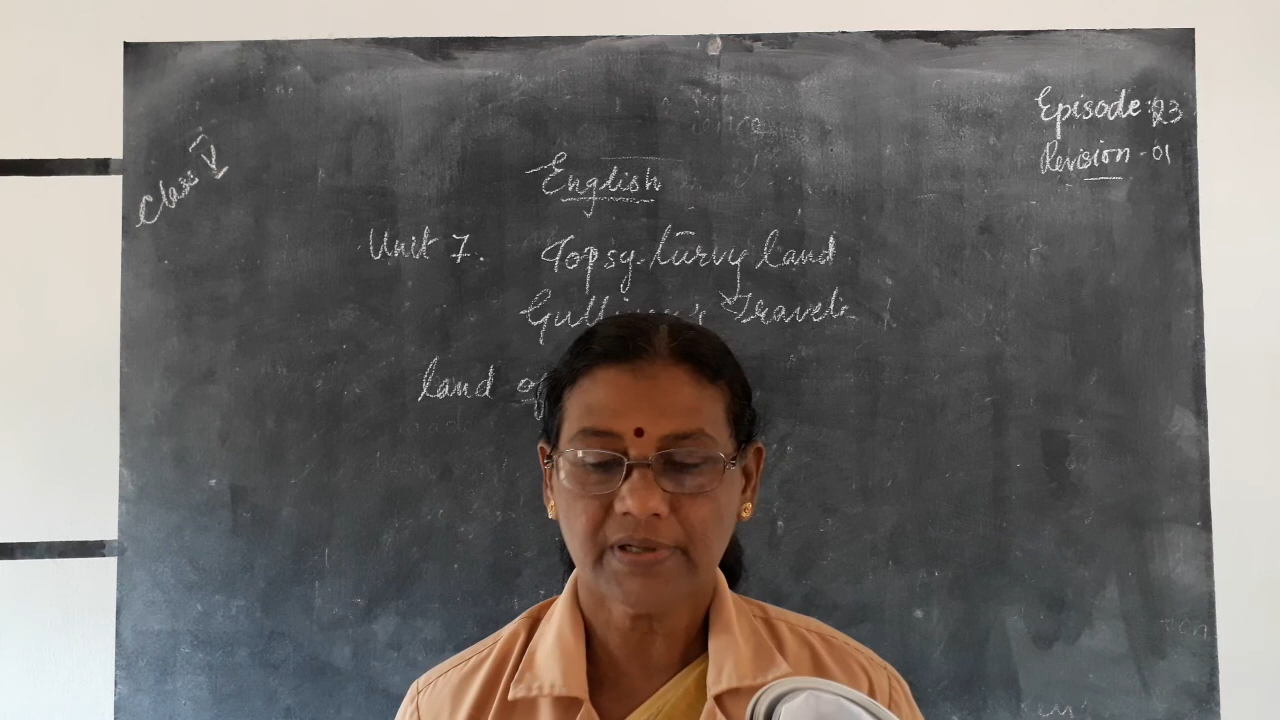 Class V
Episode: 23
Revision - 01
English
Unit 7. Topsy-turvy land
Gulliver's Travels
land of